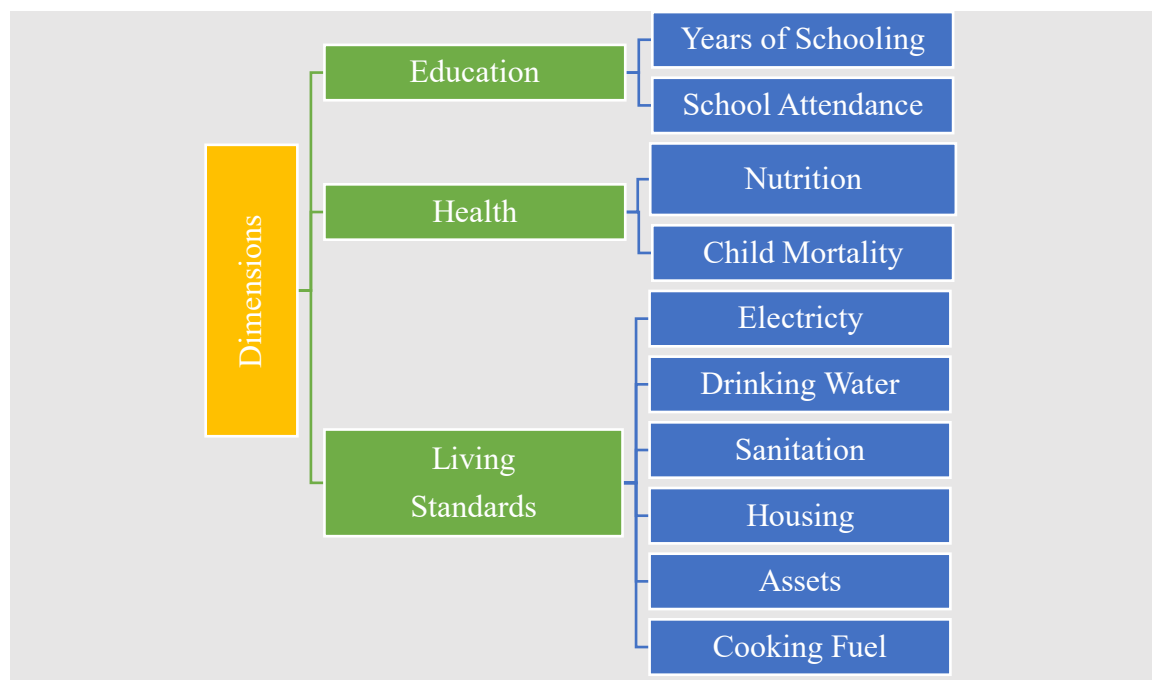 Dimensions
Education
Years of Schooling
School Attendance
Health
Nutrition
Child Mortality
Living
Standards
Electricty
Drinking Water
Sanitation
Housing
Assets
Cooking Fuel